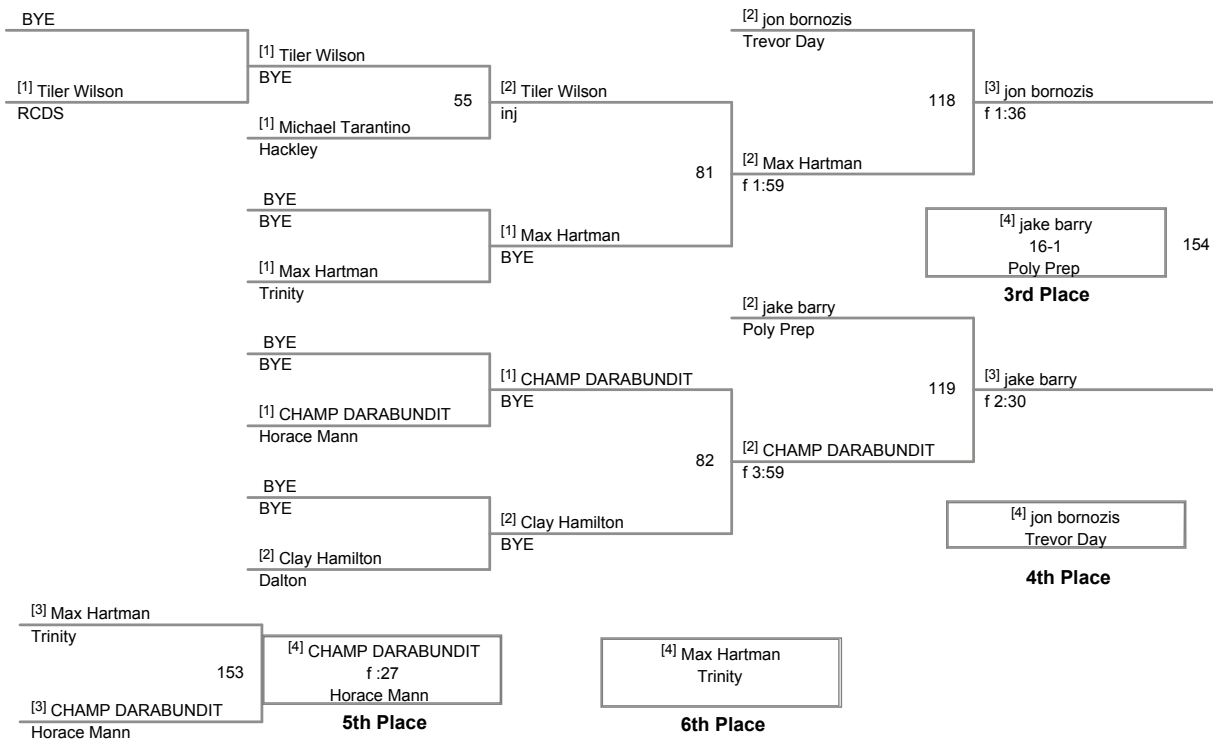 BYE
[1] Tiler Wilson
RCDS
[1] Tiler Wilson
BYE
55
[1] Michael Tarantino
Hackley
BYE
BYE
[1] Max Hartman
Trinity
BYE
BYE
[1] CHAMP DARABUNDIT
Horace Mann
BYE
BYE
[2] Clay Hamilton
Dalton
[2] Tiler Wilson
inj
81
[1] Max Hartman
BYE
[1] CHAMP DARABUNDIT
BYE
82
[2] Clay Hamilton
BYE
[2] jon bornozis
Trevor Day
118
[2] Max Hartman
f 1:59
[2] jake barry
Poly Prep
119
[2] CHAMP DARABUNDIT
f 3:59
[3] jon bornozis
f 1:36
[4] jake barry
16-1
Poly Prep
154
3rd Place
[3] jake barry
f 2:30
[4] jon bornozis
Trevor Day
4th Place
[3] Max Hartman
Trinity
153
[3] CHAMP DARABUNDIT
Horace Mann
[4] CHAMP DARABUNDIT
f :27
Horace Mann
5th Place
[4] Max Hartman
Trinity
6th Place